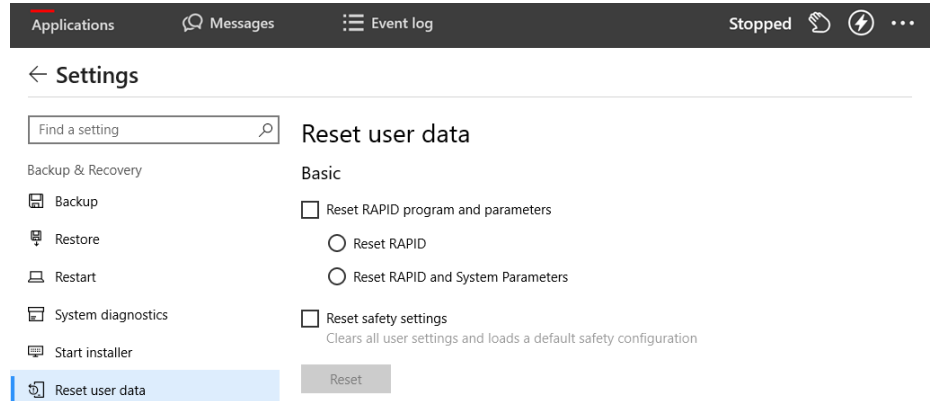 Applications
Messages
Event log
Stopped
Settings
Find a setting
Backup & Recovery
Backup
Restore
Restart
System diagnostics
Start installer
Reset user data
Reset user data
Basic
Reset RAPID program and parameters
Reset RAPID
Reset RAPID and System Parameters
Reset safety settings
Clears all user settings and loads a default safety configuration
Reset